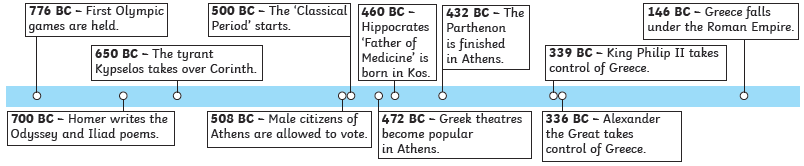 776 BC – First Olympic
games are held.
650 BC – The tyrant
Kypselos takes over Corinth.
500 BC – The ‘Classical
Period’ starts.
460 BC –
Hippocrates
‘Father of
Medicine’ is
born in Kos.
432 BC – The
Parthenon
is finished
in Athens.
339 BC – King Philip II takes
control of Greece.
146 BC – Greece falls
under the Roman Empire.
700 BC – Homer writes the
Odyssey and Iliad poems.
508 BC – Male citizens of
Athens are allowed to vote.
472 BC – Greek theatres
become popular
in Athens.
336 BC – Alexander
the Great takes
control of Greece.